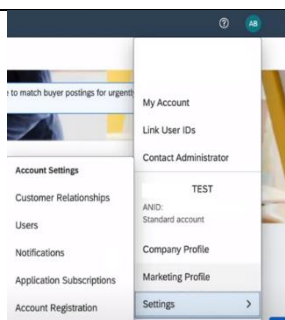 AB
e to match buyer postings for urgently
My Account
Link User IDs
Contact Administrator
TEST
ANID:
Standard account
Company Profile
Marketing Profile
Settings
Account Settings
Customer Relationships
Users
Notifications
Application Subscriptions
Account Registration